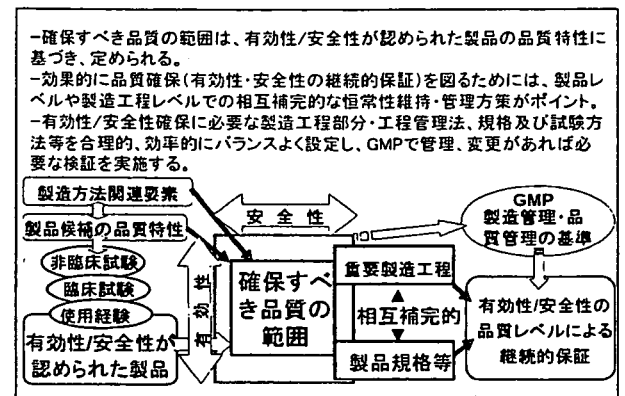 −確保すべき品質の範囲は、有効性/安全性が認められた製品の品質特性に
基づき、定められる。
−効果的に品質確保(有効性・安全性の継続的保証)を図るためには、製品レ
ベルや製造工程レベルでの相互補完的な恒常性維持・管理方策がポイント。
−有効性/安全性確保に必要な製造工程部分・工程管理法、規格及び試験方
法等を合理的、効率的にバランスよく設定し、GMPで管理、変更があれば必
要な検証を実施する。
製造方法関連要素
製品候補の品質特性
非臨床試験
臨床試験
使用経験
有効性/安全性が
認められた製品
安全性
有効性
確保すべ
き品質の
範囲
重要製造工程
相互補完的
製品規格等
GMP
製造管理・品
質管理の基準
有効性/安全性の
品質レベルによる
継続的保証